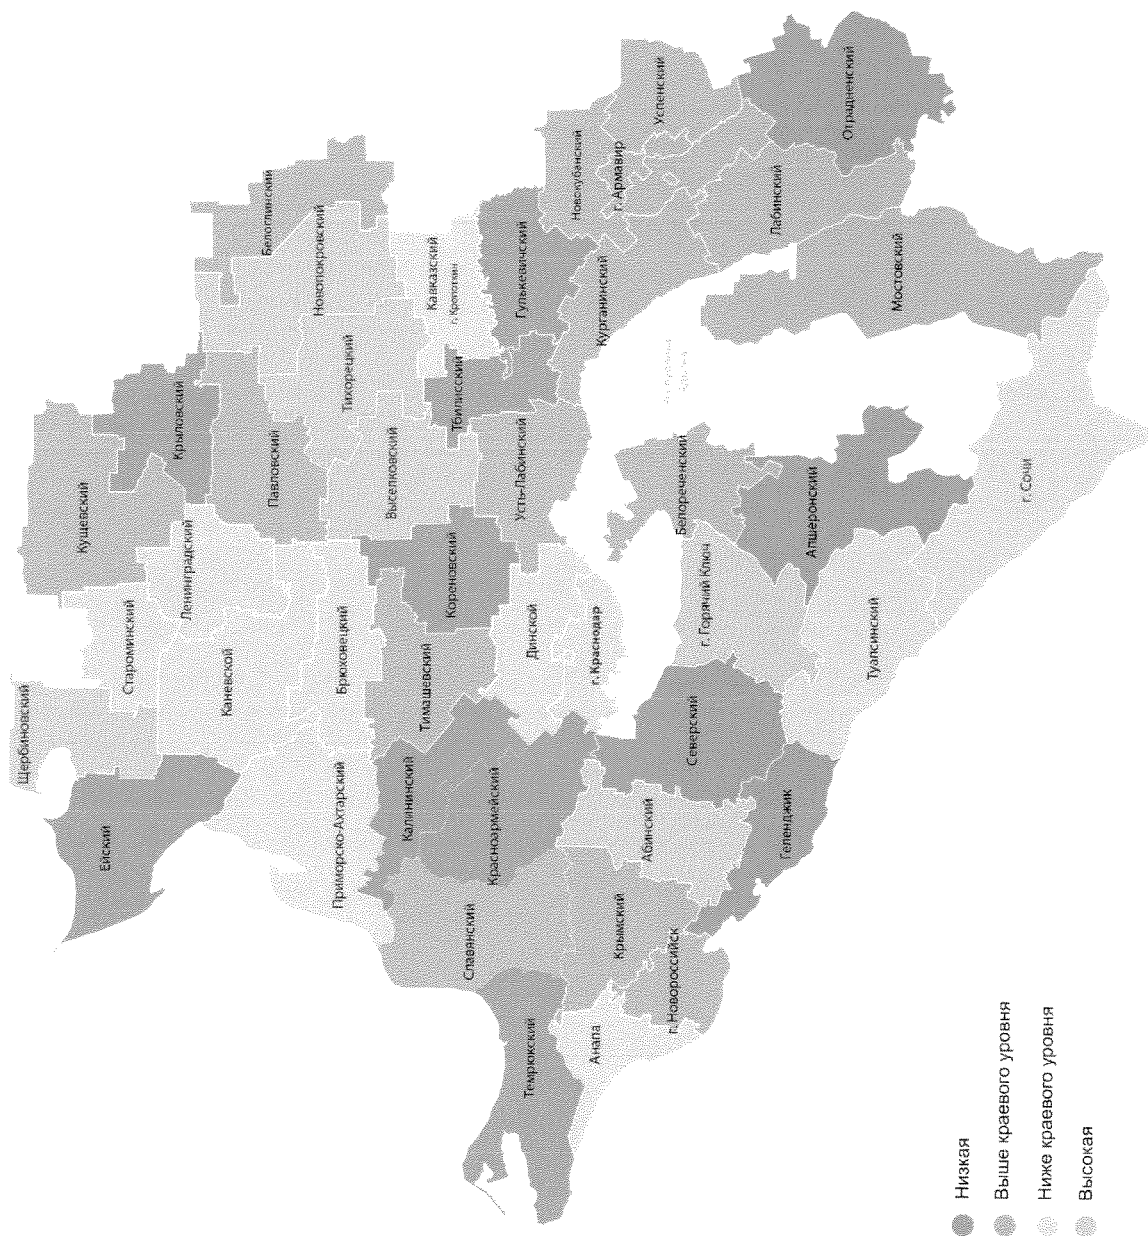 Щербиновский
Ейский
Староминский
Кущевский
Крыловский
Ленинградский
Каневской
Павловский
Белоглинский
Новопокровский
Тихорецкий
Брюховецкий
Приморско-Ахтарский
Выселковский
Кавказский
г. Кропоткин
Тбилисский
Гулькевичский
Тимашевский
Кореновский
Калининский
Красноармейский
Славянский
Усть-Лабинский
Динской
г. Краснодар
Новокубанский
г. Армавир
Успенский
Курганинский
Лабинский
Отрадненский
Мостовский
Белореченский
Апшеронский
г. Горячий Ключ
Северский
Абинский
Крымский
Темрюкский
Анапа
г. Новороссийск
Геленджик
Туапсинский
г. Сочи
Низкая
Выше краевого уровня
Ниже краевого уровня
Высокая